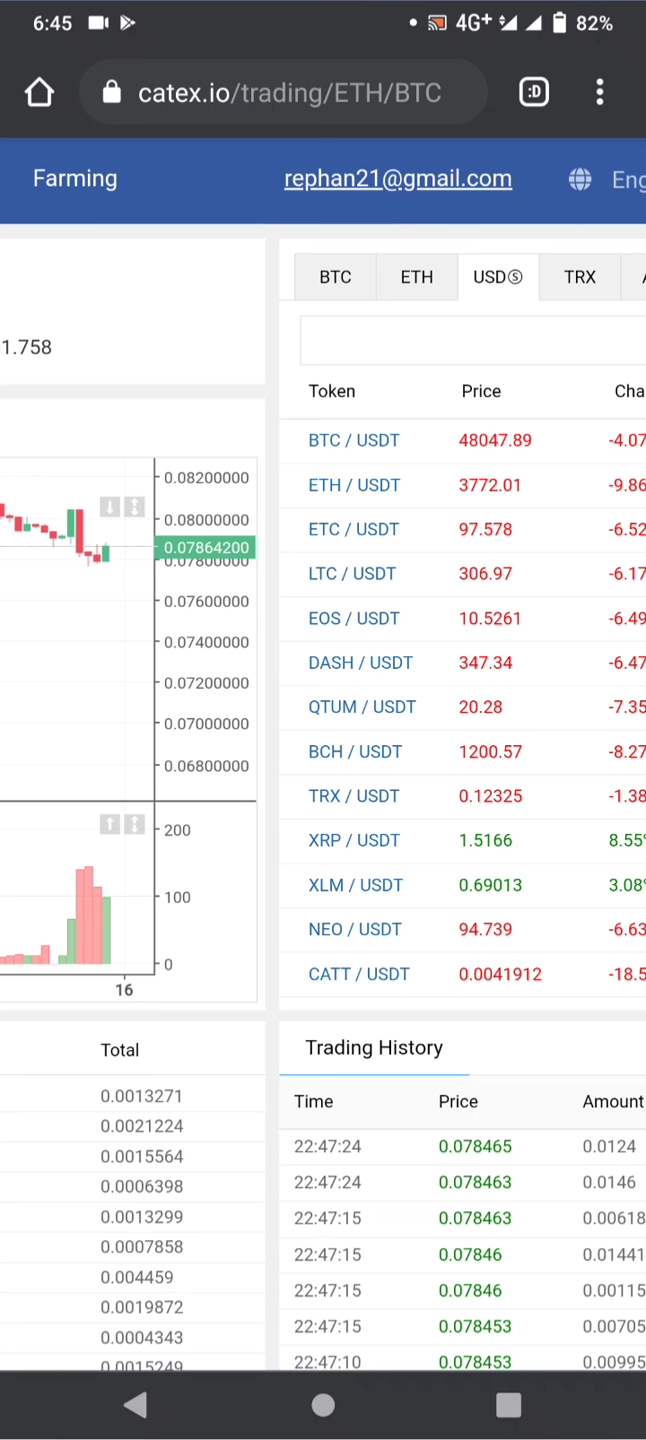 6:45 4G+ 82%
catex.io/trading/ETH/BTC :D
Farming rephan21@gmail.com Eng
BTC ETH USDⓈ TRX A
1.758
Token Price Cha
BTC / USDT 48047.89 -4.07
ETH / USDT 3772.01 -9.86
ETC / USDT 97.578 -6.52
LTC / USDT 306.97 -6.17
EOS / USDT 10.5261 -6.49
DASH / USDT 347.34 -6.47
QTUM / USDT 20.28 -7.35
BCH / USDT 1200.57 -8.27
TRX / USDT 0.12325 -1.38
XRP / USDT 1.5166 8.55%
XLM / USDT 0.69013 3.08%
NEO / USDT 94.739 -6.63
CATT / USDT 0.0041912 -18.5
0.08200000
0.08000000
0.07864200
0.07800000
0.07600000
0.07400000
0.07200000
0.07000000
0.06800000
200
100
0
16
Total
0.0013271
0.0021224
0.0015564
0.0006398
0.0013299
0.0007858
0.004459
0.0019872
0.0004343
0.0015249
Trading History
Time Price Amount
22:47:24 0.078465 0.0124
22:47:24 0.078463 0.0146
22:47:15 0.078463 0.00618
22:47:15 0.07846 0.01441
22:47:15 0.07846 0.00115
22:47:15 0.078453 0.00705
22:47:10 0.078453 0.00995